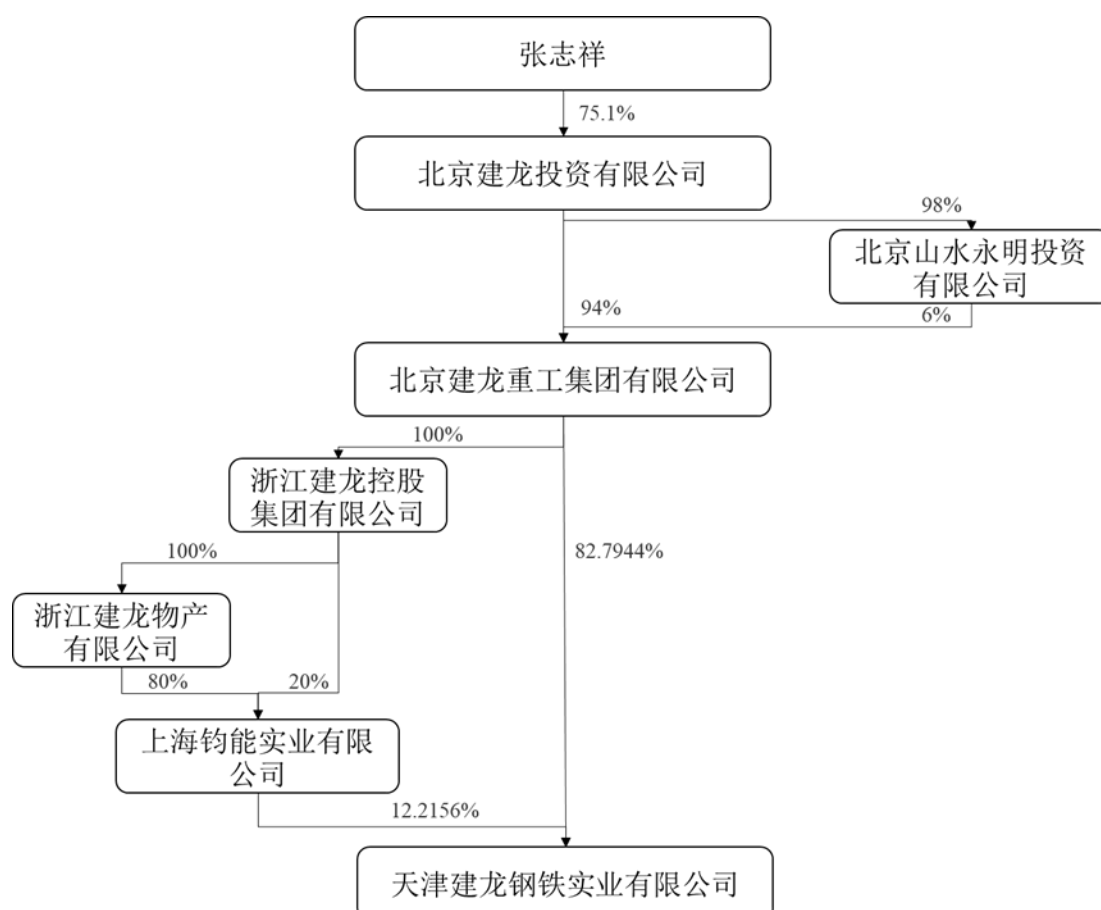 张志祥
75.1%
北京建龙投资有限公司
98%
北京山水永明投资
有限公司
94%
6%
北京建龙重工集团有限公司
100%
浙江建龙控股
集团有限公司
100%
82.7944%
浙江建龙物产
有限公司
80%
20%
上海钧能实业有限
公司
12.2156%
天津建龙钢铁实业有限公司